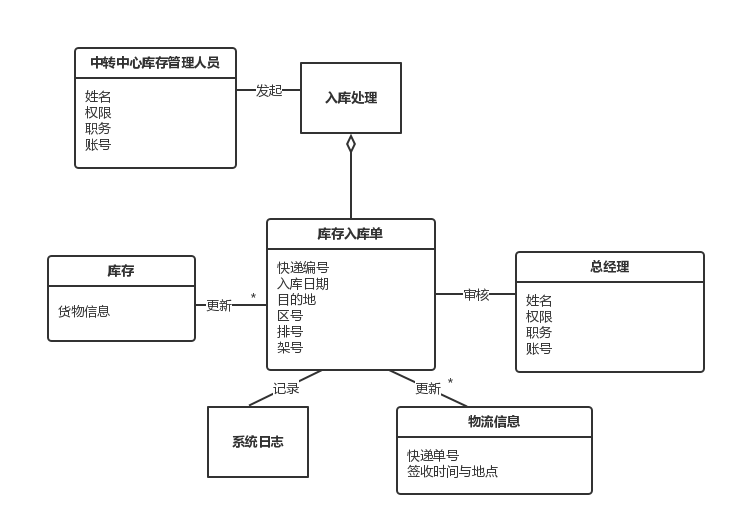 中转中心库存管理人员
姓名
权限
职务
账号
发起
入库处理
库存入库单
快递编号
入库日期
目的地
区号
排号
架号
库存
货物信息
更新
*
审核
总经理
姓名
权限
职务
账号
记录
更新
*
系统日志
物流信息
快递单号
签收时间与地点